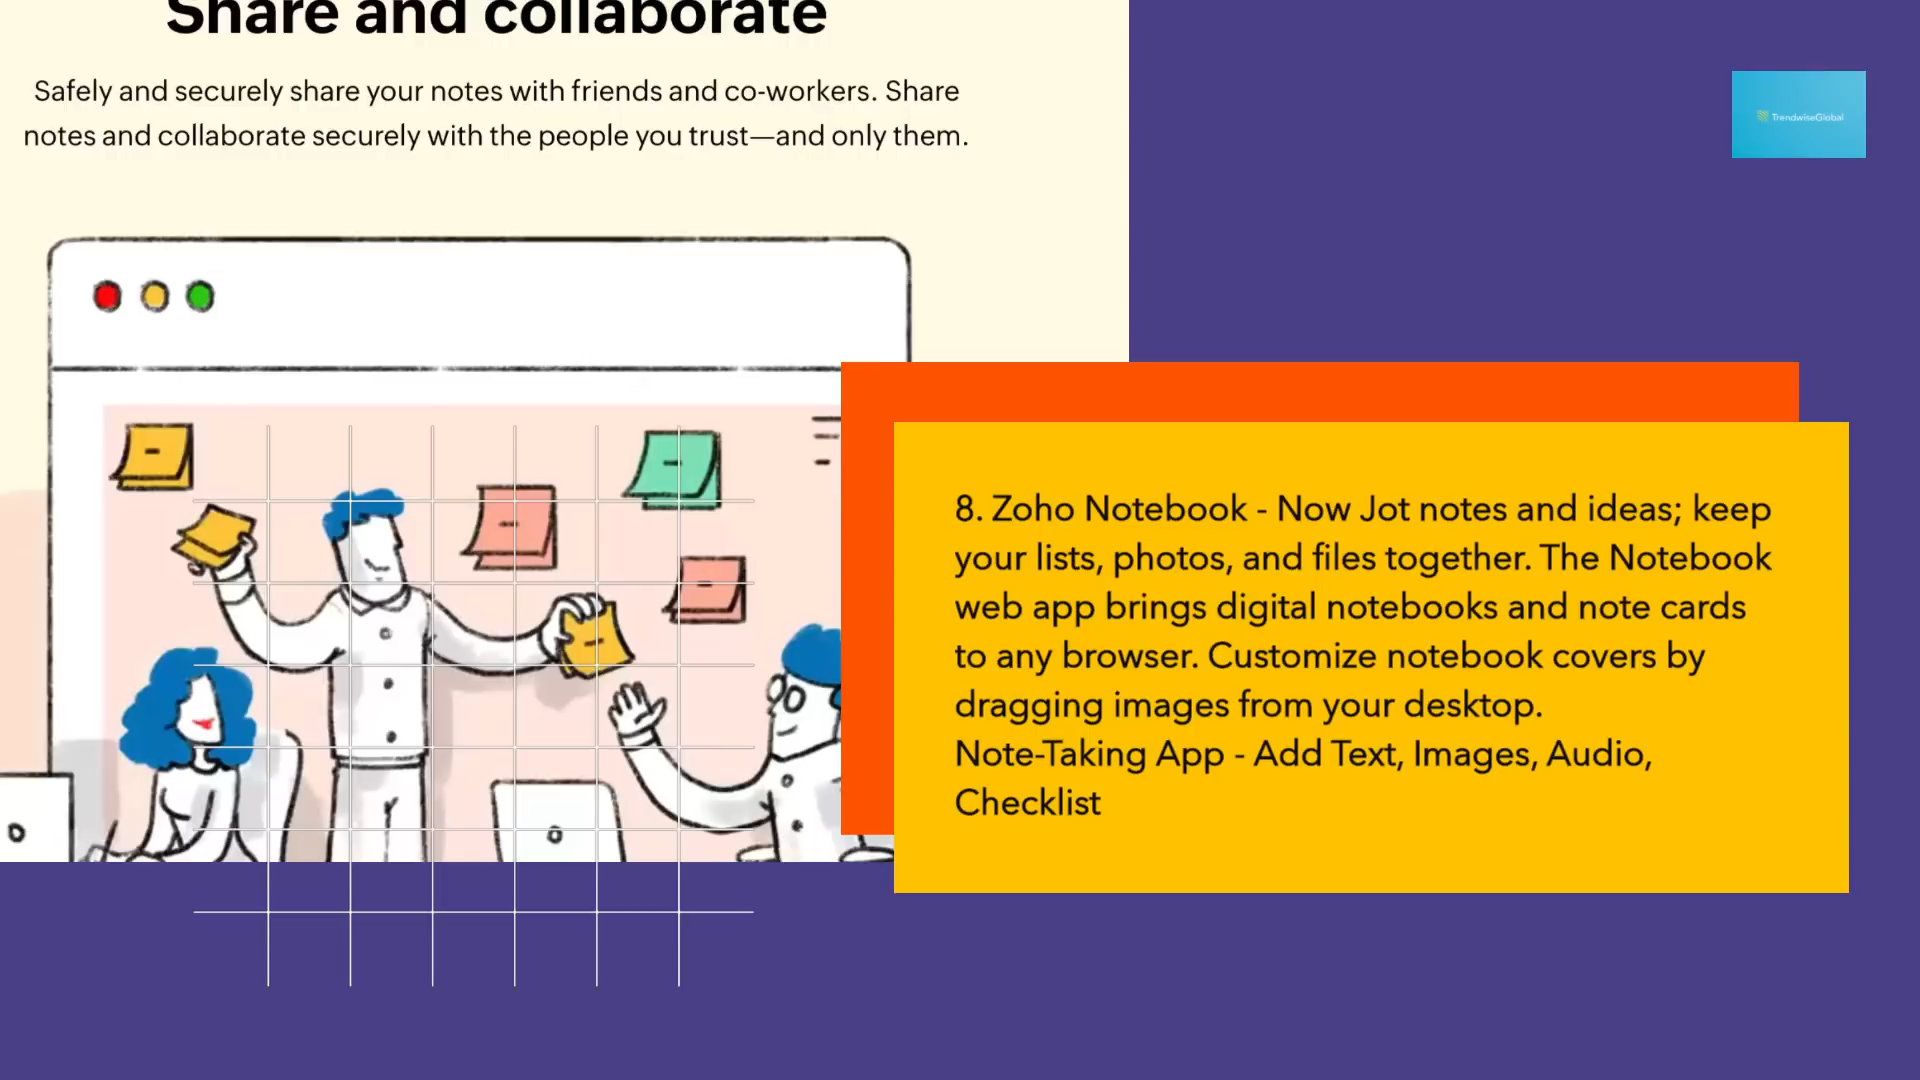 Share and collaborate
Safely and securely share your notes with friends and co-workers. Share
notes and collaborate securely with the people you trust—and only them.
TrendwiseGlobal
8. Zoho Notebook - Now Jot notes and ideas; keep
your lists, photos, and files together. The Notebook
web app brings digital notebooks and note cards
to any browser. Customize notebook covers by
dragging images from your desktop.
Note-Taking App - Add Text, Images, Audio,
Checklist